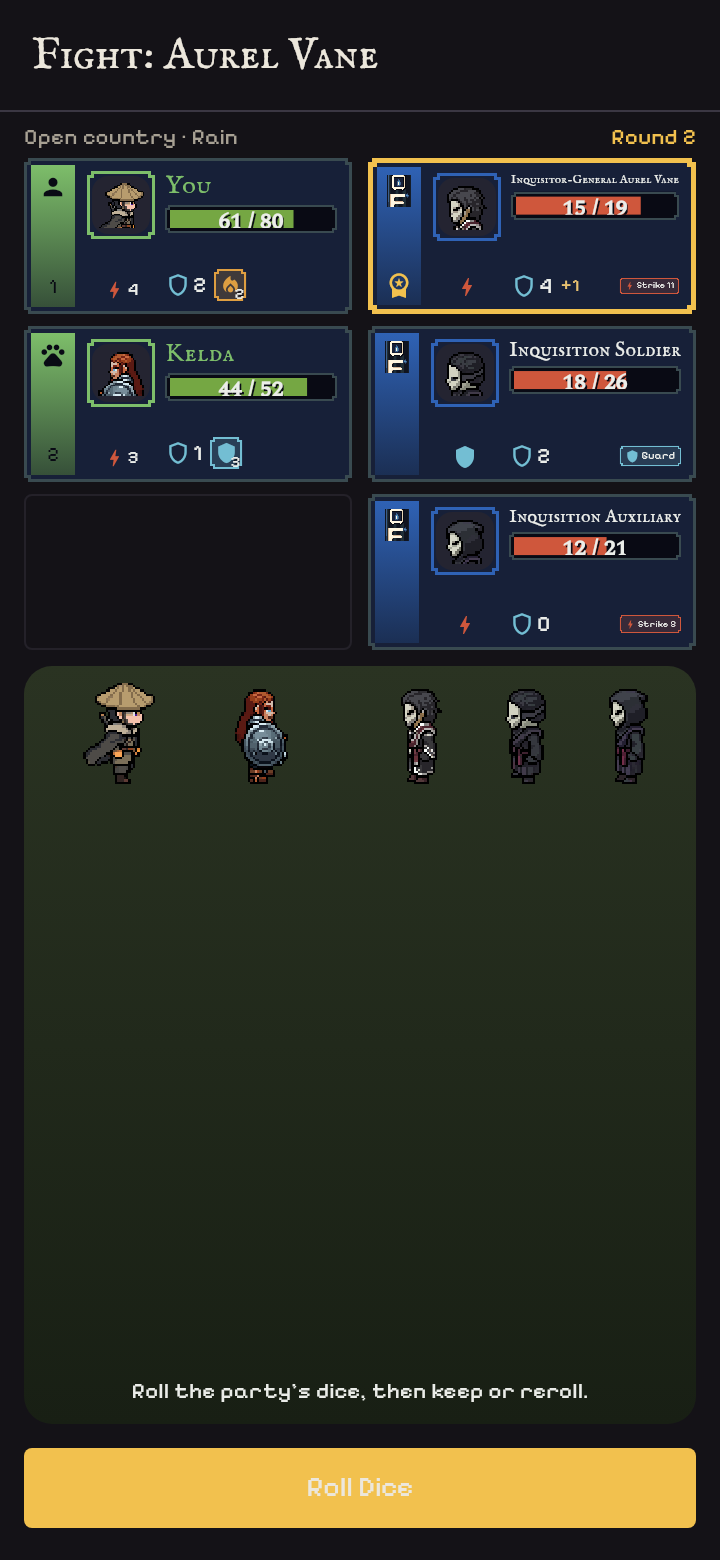 Fight: Aurel Vane
Open country · Rain
Round 2
You
61 / 80
1
4
2
2
Inquisitor-General Aurel Vane
15 / 19
4 +1
Strike 11
Kelda
44 / 52
2
3
1
3
Inquisition Soldier
18 / 26
2
Guard
Inquisition Auxiliary
12 / 21
0
Roll the party's dice, then keep or reroll.
Roll Dice